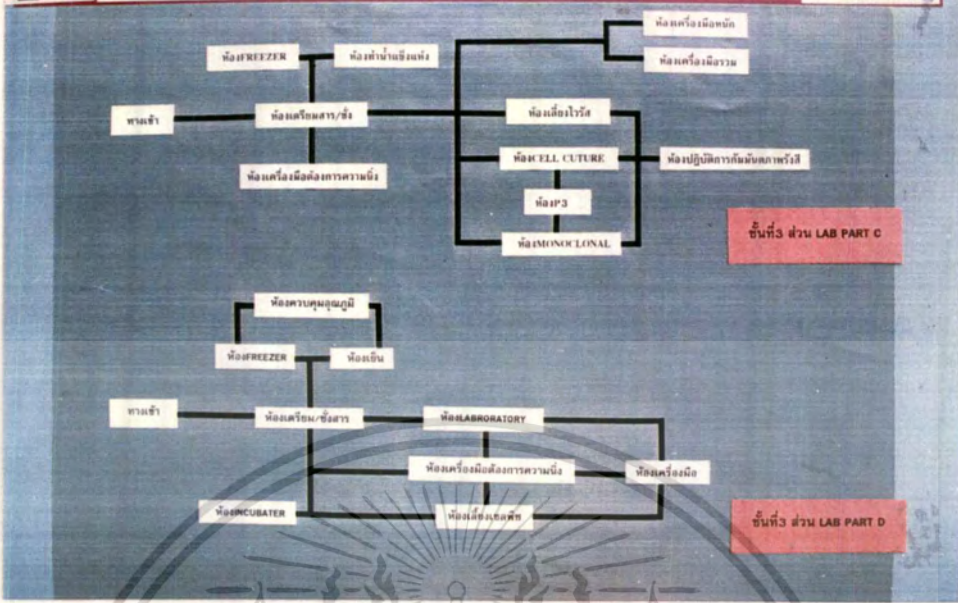 ห้องเครื่องมือหนัก
ห้องFREEZER
ห้องทำน้ำแข็งแห้ง
ห้องเครื่องมือรวม
ทางเข้า
ห้องเตรียมสาร/ชั่ง
ห้องเลี้ยงไวรัส
ห้องCELL CUTURE
ห้องปฏิบัติการกัมมันตภาพรังสี
ห้องเครื่องมือต้องการความนิ่ง
ห้องP3
ห้องMONOCLONAL
ชั้นที่3 ส่วน LAB PART C
ห้องควบคุมอุณภูมิ
ห้องFREEZER
ห้องเย็น
ทางเข้า
ห้องเตรียม/ชั่งสาร
ห้องLABRORATORY
ห้องเครื่องมือต้องการความนิ่ง
ห้องเครื่องมือ
ห้องINCUBATER
ห้องเลี้ยงเซลพืช
ชั้นที่3 ส่วน LAB PART D